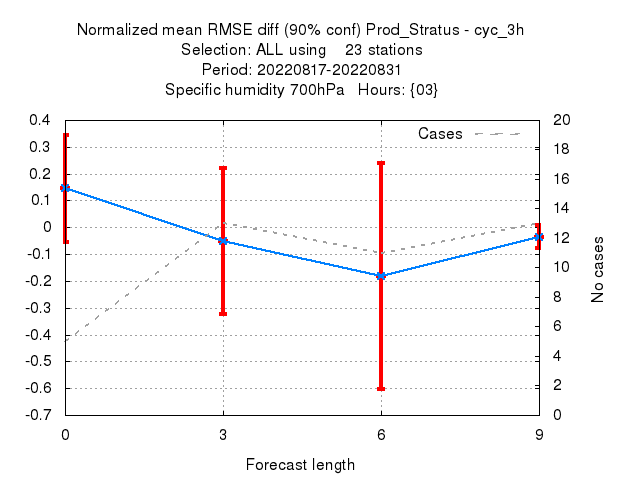 Normalized mean RMSE diff (90% conf) Prod_Stratus - cyc_3h
Selection: ALL using    23 stations
Period: 20220817-20220831
Specific humidity 700hPa   Hours: {03}
Cases
0.4
0.3
0.2
0.1
0
-0.1
-0.2
-0.3
-0.4
-0.5
-0.6
-0.7
20
18
16
14
12
10
8
6
4
2
0
No cases
0 3 6 9
Forecast length